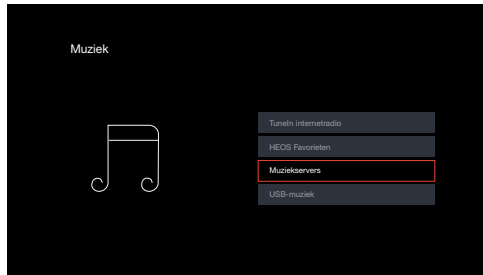 Muziek
TuneIn internetradio
HEOS Favorieten
Muziekservers
USB-muziek